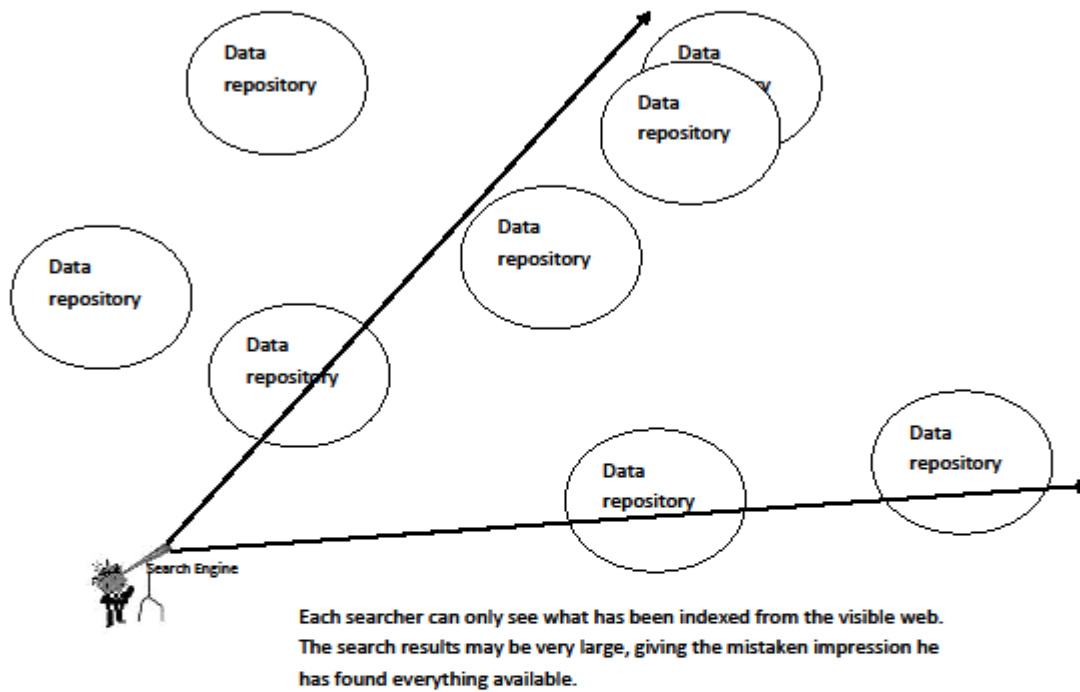 Data
repository
Data
ry
Data
repository
Data
repository
Data
repository
Data
repository
Data
repository
Data
repository
Search Engine
Each searcher can only see what has been indexed from the visible web.
The search results may be very large, giving the mistaken impression he
has found everything available.